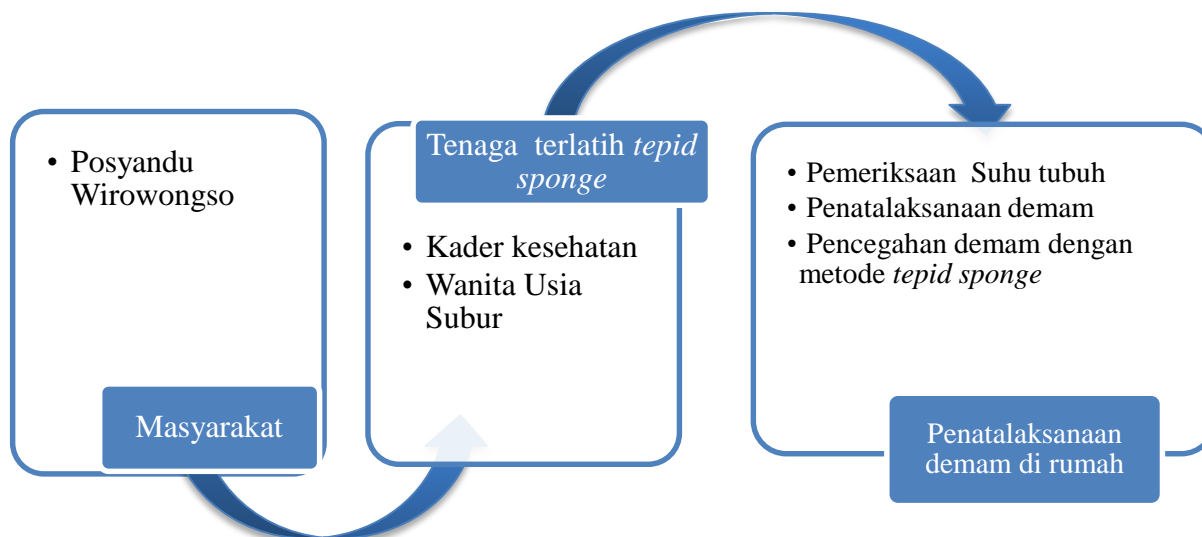 • Posyandu
Wirowongso
Masyarakat
Tenaga terlatih tepid
sponge
• Kader kesehatan
• Wanita Usia
Subur
• Pemeriksaan Suhu tubuh
• Penatalaksanaan demam
• Pencegahan demam dengan
metode tepid sponge
Penatalaksanaan
demam di rumah